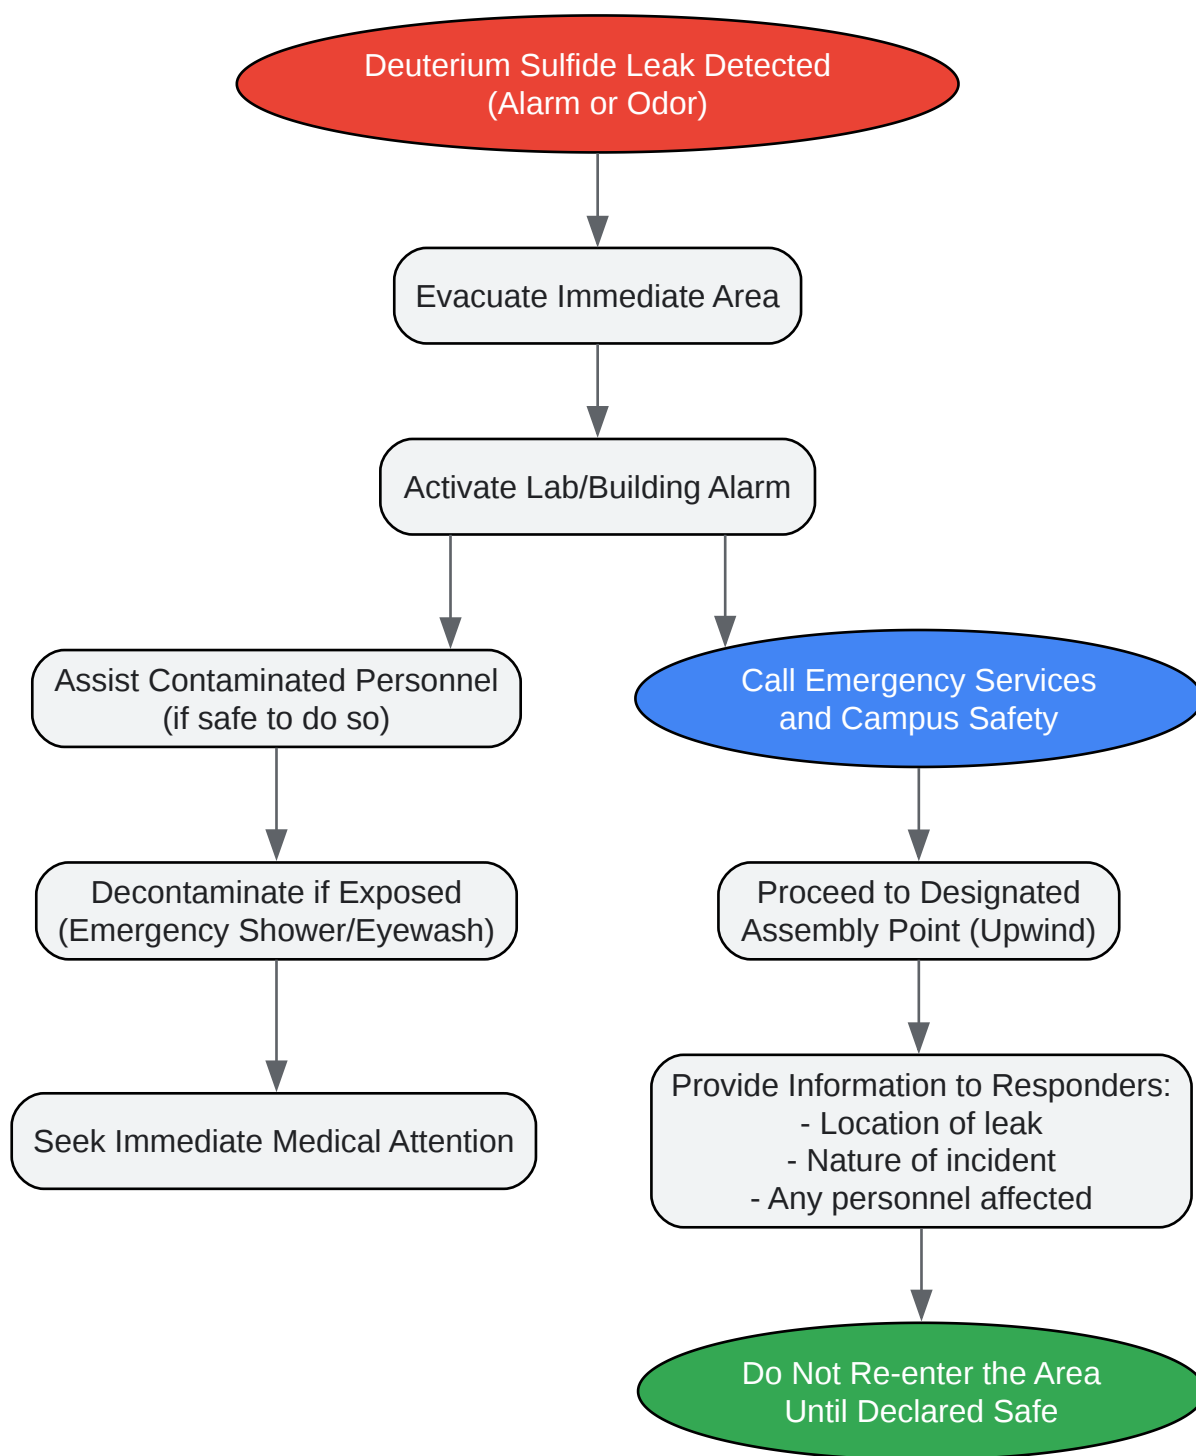 Deuterium Sulfide Leak Detected
(Alarm or Odor)
Evacuate Immediate Area
Activate Lab/Building Alarm
Assist Contaminated Personnel
(if safe to do so)
Call Emergency Services
and Campus Safety
Decontaminate if Exposed
(Emergency Shower/Eyewash)
Proceed to Designated
Assembly Point (Upwind)
Seek Immediate Medical Attention
Provide Information to Responders:
- Location of leak
- Nature of incident
- Any personnel affected
Do Not Re-enter the Area
Until Declared Safe